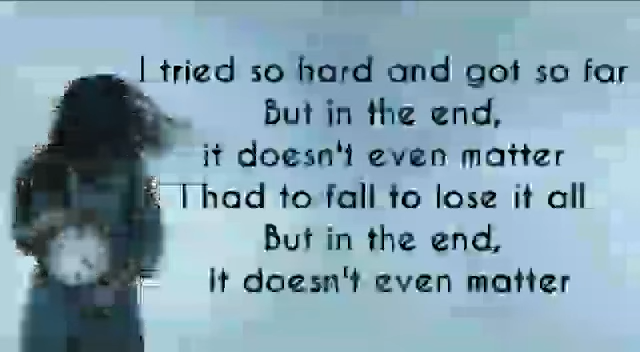 I tried so hard and got so far
But in the end,
it doesn't even matter
I had to fall to lose it all
But in the end,
It doesn't even matter